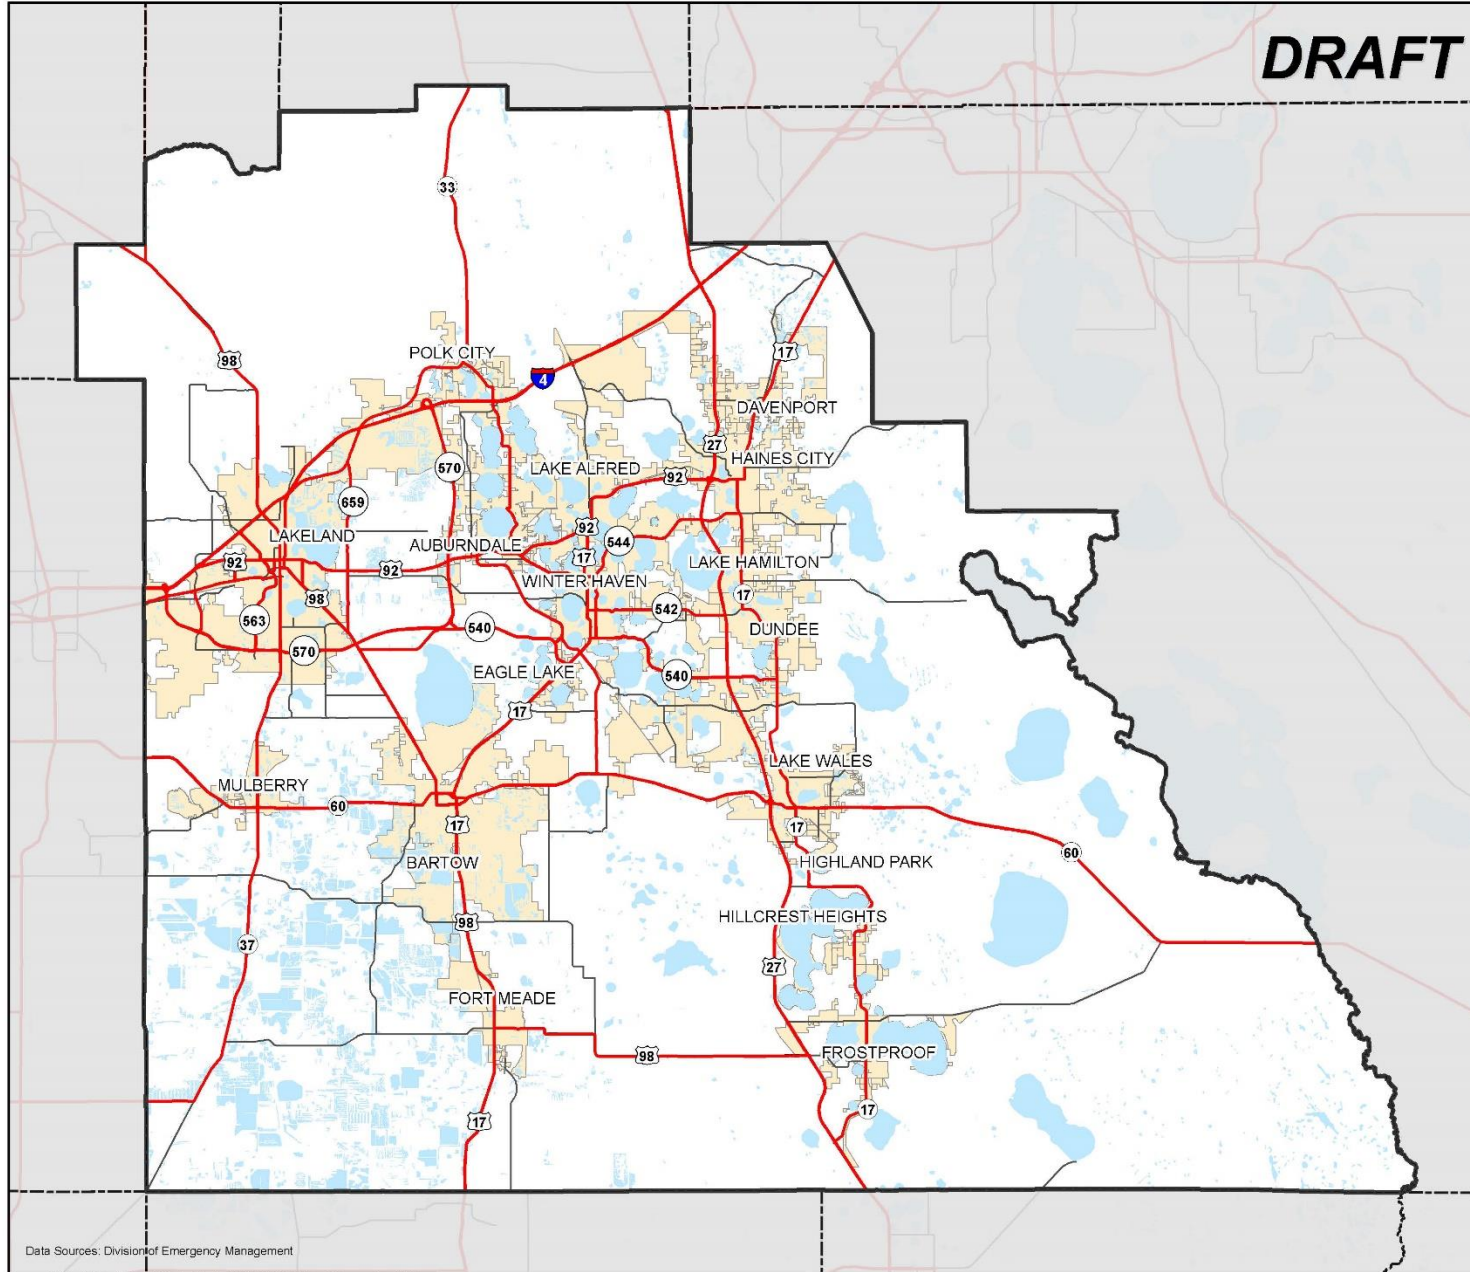 DRAFT
33
98
POLK CITY
17
4
DAVENPORT
27
HAINES CITY
LAKE ALFRED
570
92
659
LAKELAND
92
544
AUBURNDALE
17
92
92
LAKE HAMILTON
WINTER HAVEN
98
17
542
563
540
DUNDEE
570
EAGLE LAKE
540
17
LAKE WALES
MULBERRY
60
17
17
60
BARTOW
HIGHLAND PARK
HILLCREST HEIGHTS
98
37
27
FORT MEADE
98
FROSTPROOF
17
17
Data Sources: Division of Emergency Management